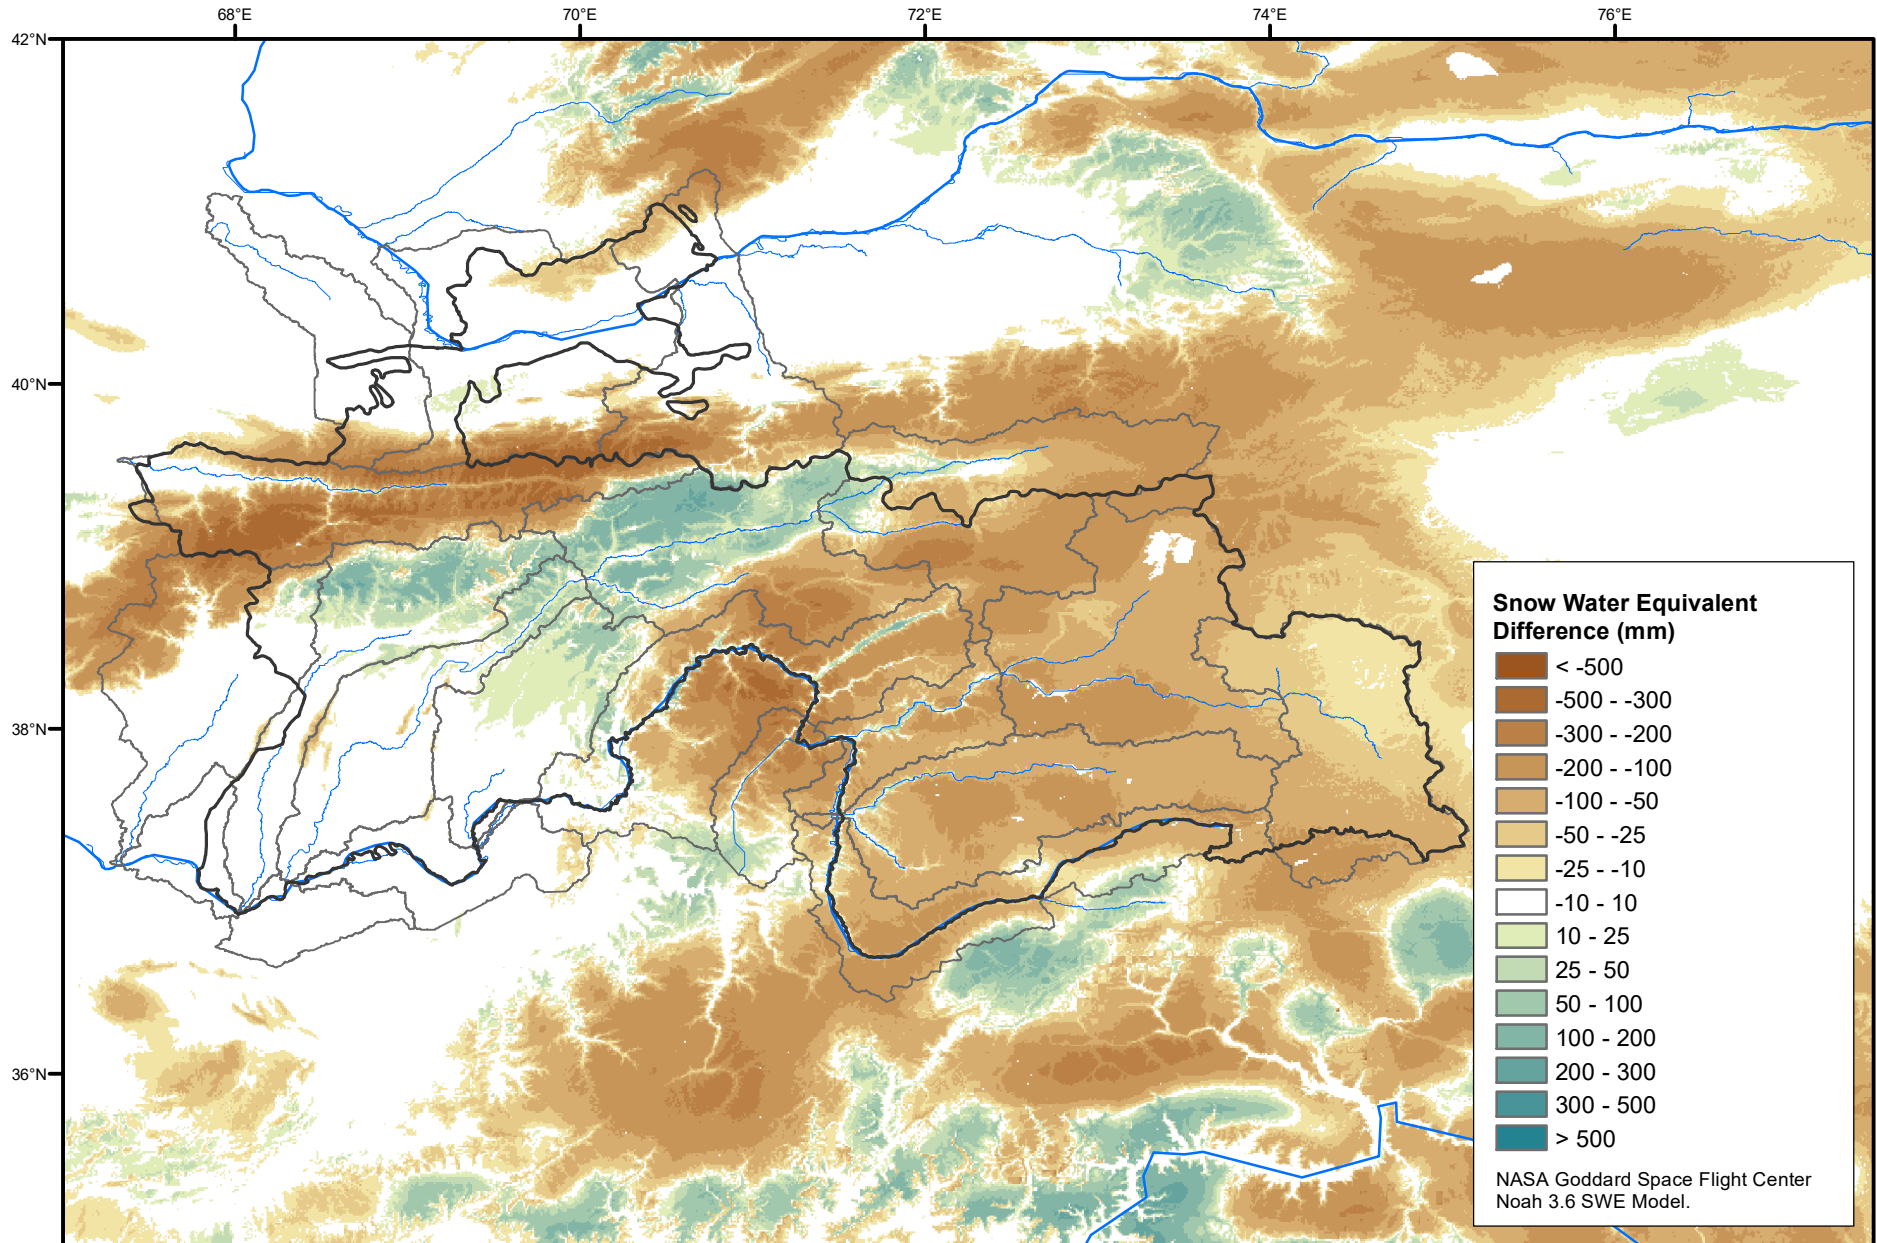 68°E
70°E
72°E
74°E
76°E
42°N
40°N
38°N
36°N
Snow Water Equivalent
Difference (mm)
< -500
-500 - -300
-300 - -200
-200 - -100
-100 - -50
-50 - -25
-25 - -10
-10 - 10
10 - 25
25 - 50
50 - 100
100 - 200
200 - 300
300 - 500
> 500
NASA Goddard Space Flight Center
Noah 3.6 SWE Model.